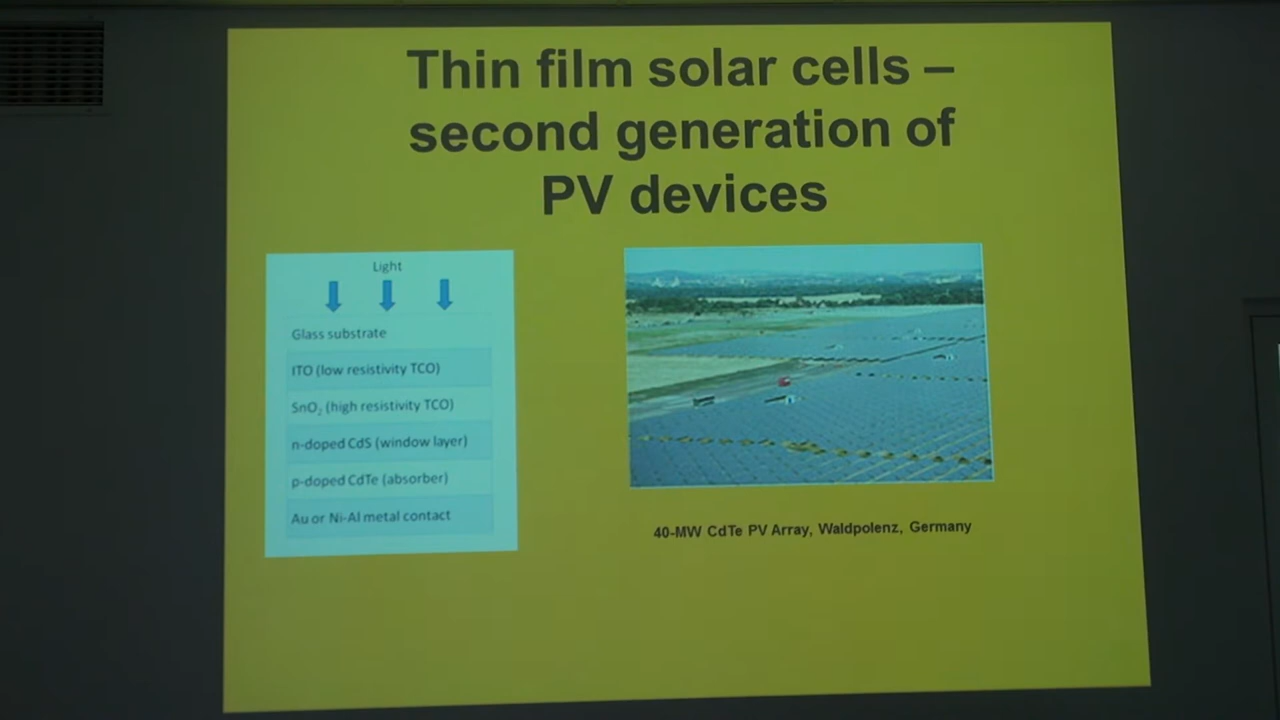 Thin film solar cells –
second generation of
PV devices
Light
Glass substrate
ITO (low resistivity TCO)
SnO₂ (high resistivity TCO)
n-doped CdS (window layer)
p-doped CdTe (absorber)
Au or Ni-Al metal contact
40-MW CdTe PV Array, Waldpolenz, Germany